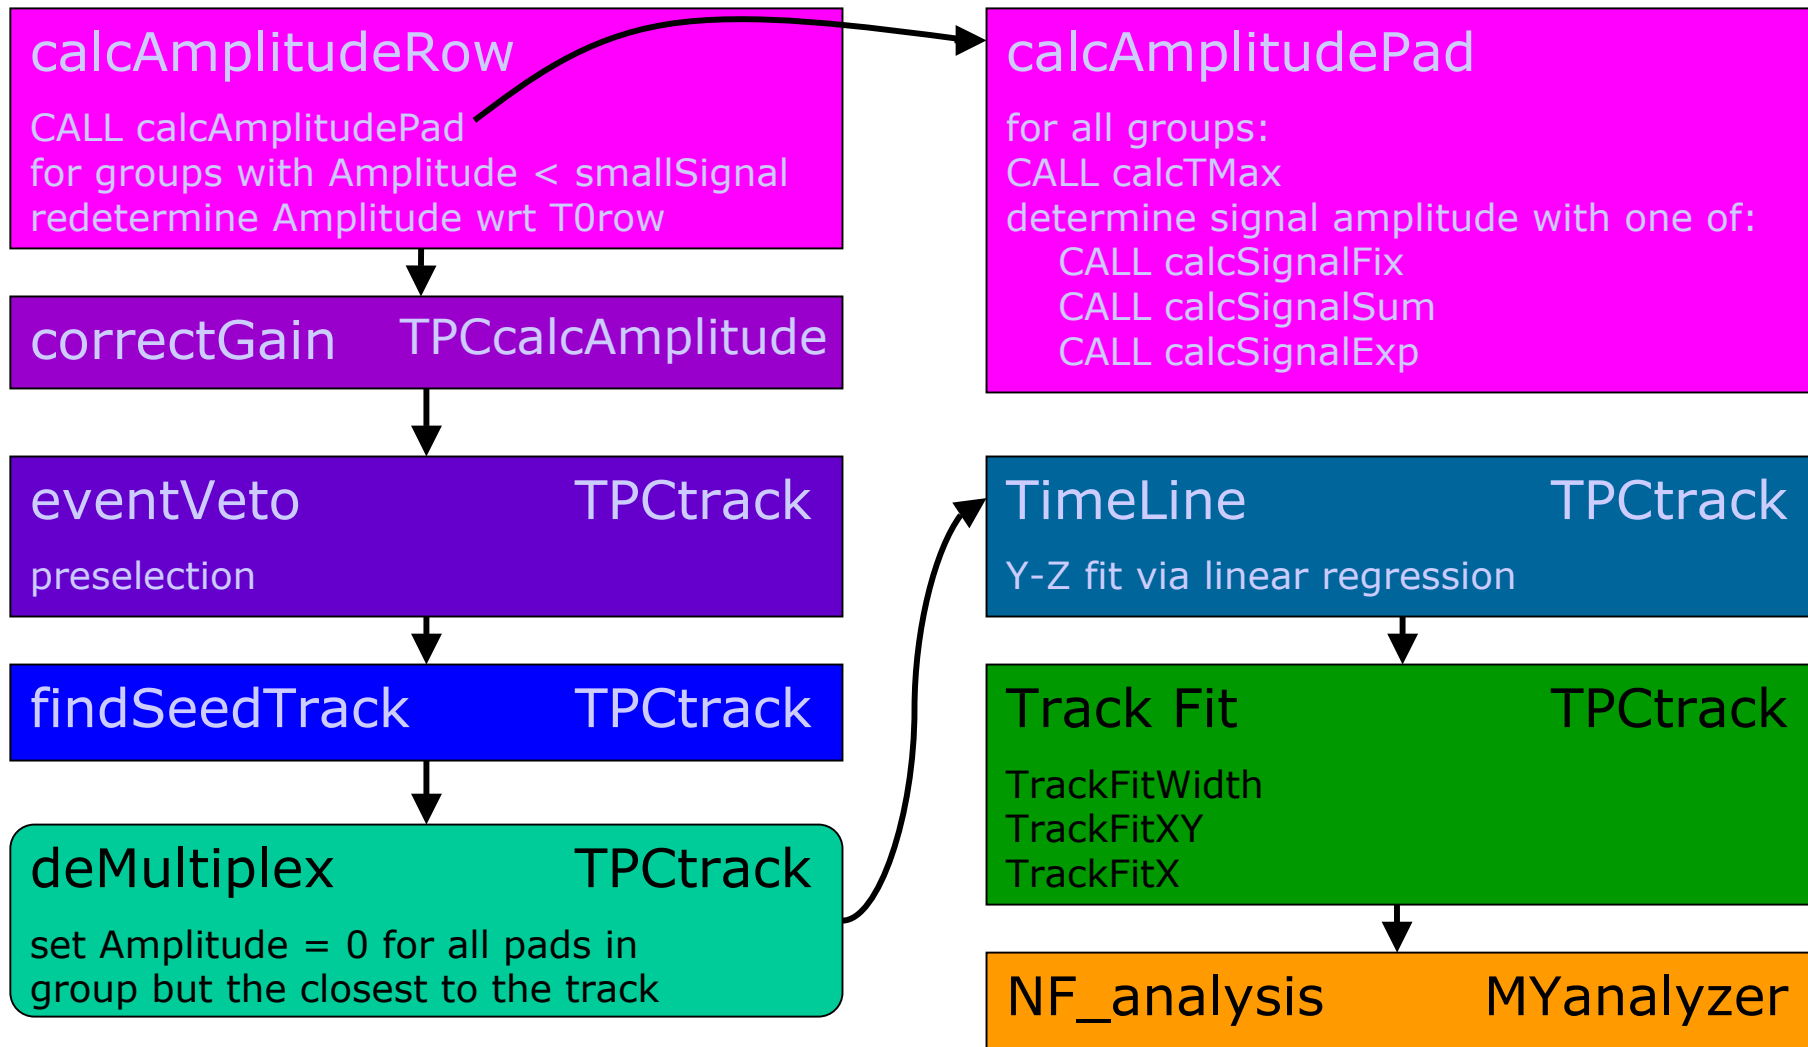 calcAmplitudeRow
CALL calcAmplitudePad
for groups with Amplitude < smallSignal
redetermine Amplitude wrt T0row
correctGain TPCcalcAmplitude
eventVeto TPCtrack
preselection
findSeedTrack TPCtrack
deMultiplex TPCtrack
set Amplitude = 0 for all pads in
group but the closest to the track
calcAmplitudePad
for all groups:
CALL calcTMax
determine signal amplitude with one of:
CALL calcSignalFix
CALL calcSignalSum
CALL calcSignalExp
TimeLine TPCtrack
Y-Z fit via linear regression
Track Fit TPCtrack
TrackFitWidth
TrackFitXY
TrackFitX
NF_analysis MYanalyzer